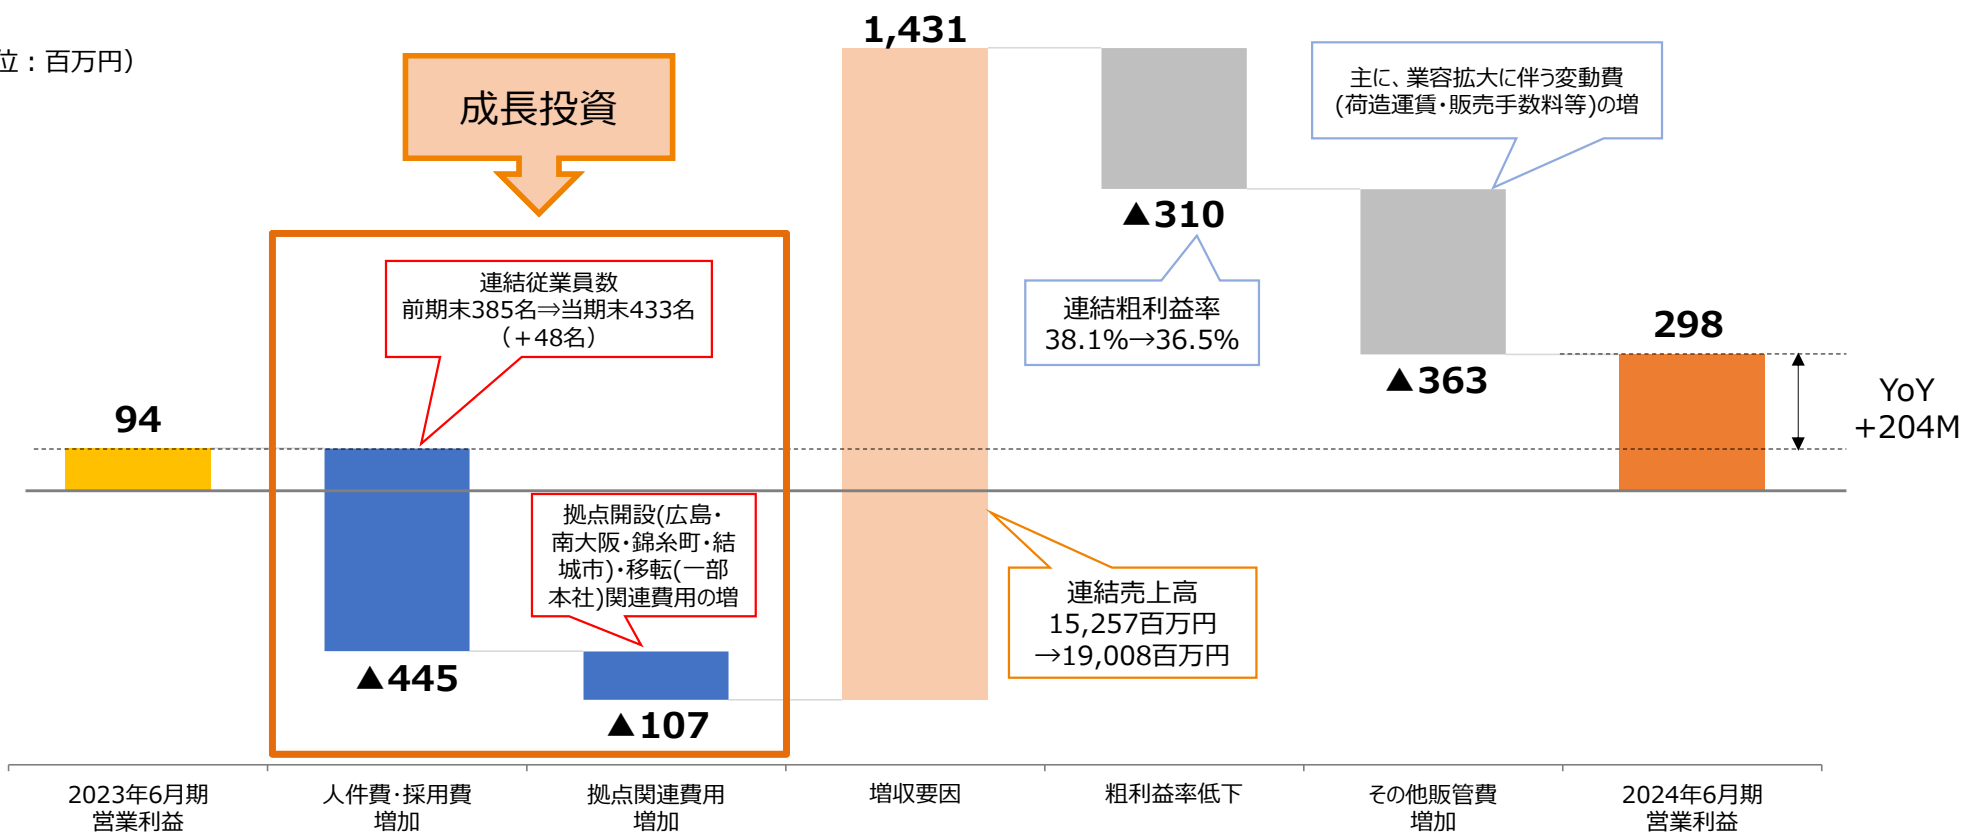 位：百万円）
成長投資
1,431
主に、業容拡大に伴う変動費
(荷造運賃・販売手数料等)の増
連結従業員数
前期末385名⇒当期末433名
（+48名）
▲310
連結粗利益率
38.1%→36.5%
298
94
▲363
YoY
+204M
拠点開設(広島・
南大阪・錦糸町・結
城市)・移転(一部
本社)関連費用の増
連結売上高
15,257百万円
→19,008百万円
▲445
▲107
2023年6月期
営業利益
人件費・採用費
増加
拠点関連費用
増加
増収要因
粗利益率低下
その他販管費
増加
2024年6月期
営業利益